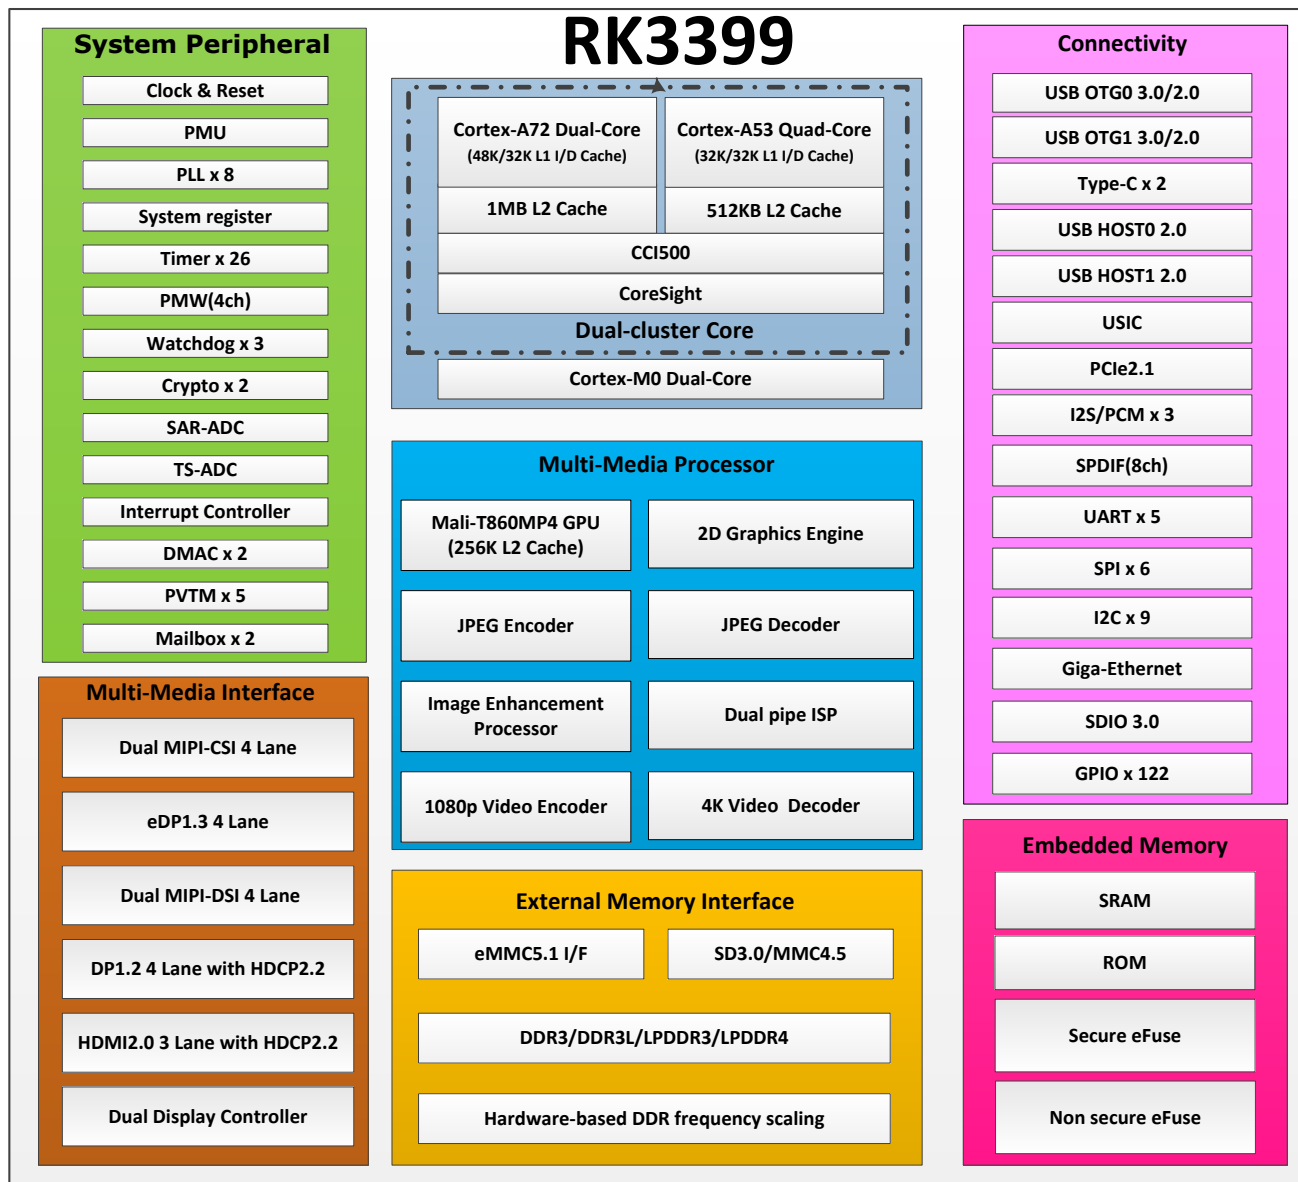 RK3399
System Peripheral
Clock & Reset
PMU
PLL x 8
System register
Timer x 26
PMW(4ch)
Watchdog x 3
Crypto x 2
SAR-ADC
TS-ADC
Interrupt Controller
DMAC x 2
PVTM x 5
Mailbox x 2
Multi-Media Interface
Dual MIPI-CSI 4 Lane
eDP1.3 4 Lane
Dual MIPI-DSI 4 Lane
DP1.2 4 Lane with HDCP2.2
HDMI2.0 3 Lane with HDCP2.2
Dual Display Controller
Cortex-A72 Dual-Core
(48K/32K L1 I/D Cache)
1MB L2 Cache
Cortex-A53 Quad-Core
(32K/32K L1 I/D Cache)
512KB L2 Cache
CCI500
CoreSight
Dual-cluster Core
Cortex-M0 Dual-Core
Multi-Media Processor
Mali-T860MP4 GPU
(256K L2 Cache)
2D Graphics Engine
JPEG Encoder
JPEG Decoder
Image Enhancement
Processor
Dual pipe ISP
1080p Video Encoder
4K Video Decoder
External Memory Interface
eMMC5.1 I/F
SD3.0/MMC4.5
DDR3/DDR3L/LPDDR3/LPDDR4
Hardware-based DDR frequency scaling
Connectivity
USB OTG0 3.0/2.0
USB OTG1 3.0/2.0
Type-C x 2
USB HOST0 2.0
USB HOST1 2.0
USIC
PCIe2.1
I2S/PCM x 3
SPDIF(8ch)
UART x 5
SPI x 6
I2C x 9
Giga-Ethernet
SDIO 3.0
GPIO x 122
Embedded Memory
SRAM
ROM
Secure eFuse
Non secure eFuse